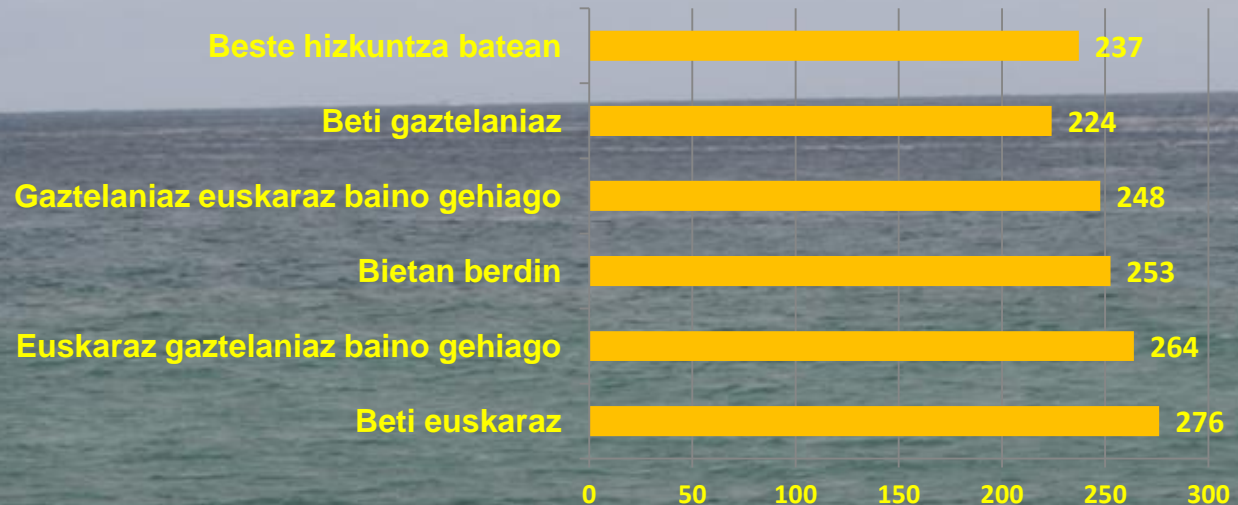 Beste hizkuntza batean 237
Beti gaztelaniaz 224
Gaztelaniaz euskaraz baino gehiago 248
Bietan berdin 253
Euskaraz gaztelaniaz baino gehiago 264
Beti euskaraz 276
0 50 100 150 200 250 300